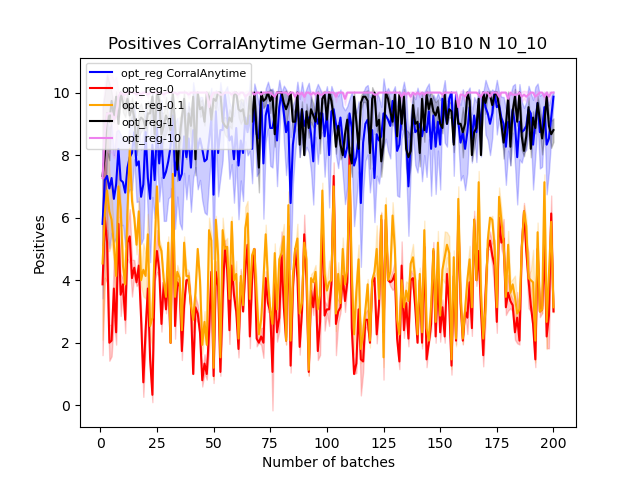 Positives CorralAnytime German-10_10 B10 N 10_10
opt_reg CorralAnytime
opt_reg-0
opt_reg-0.1
opt_reg-1
opt_reg-10
Positives
10
8
6
4
2
0
0 25 50 75 100 125 150 175 200
Number of batches